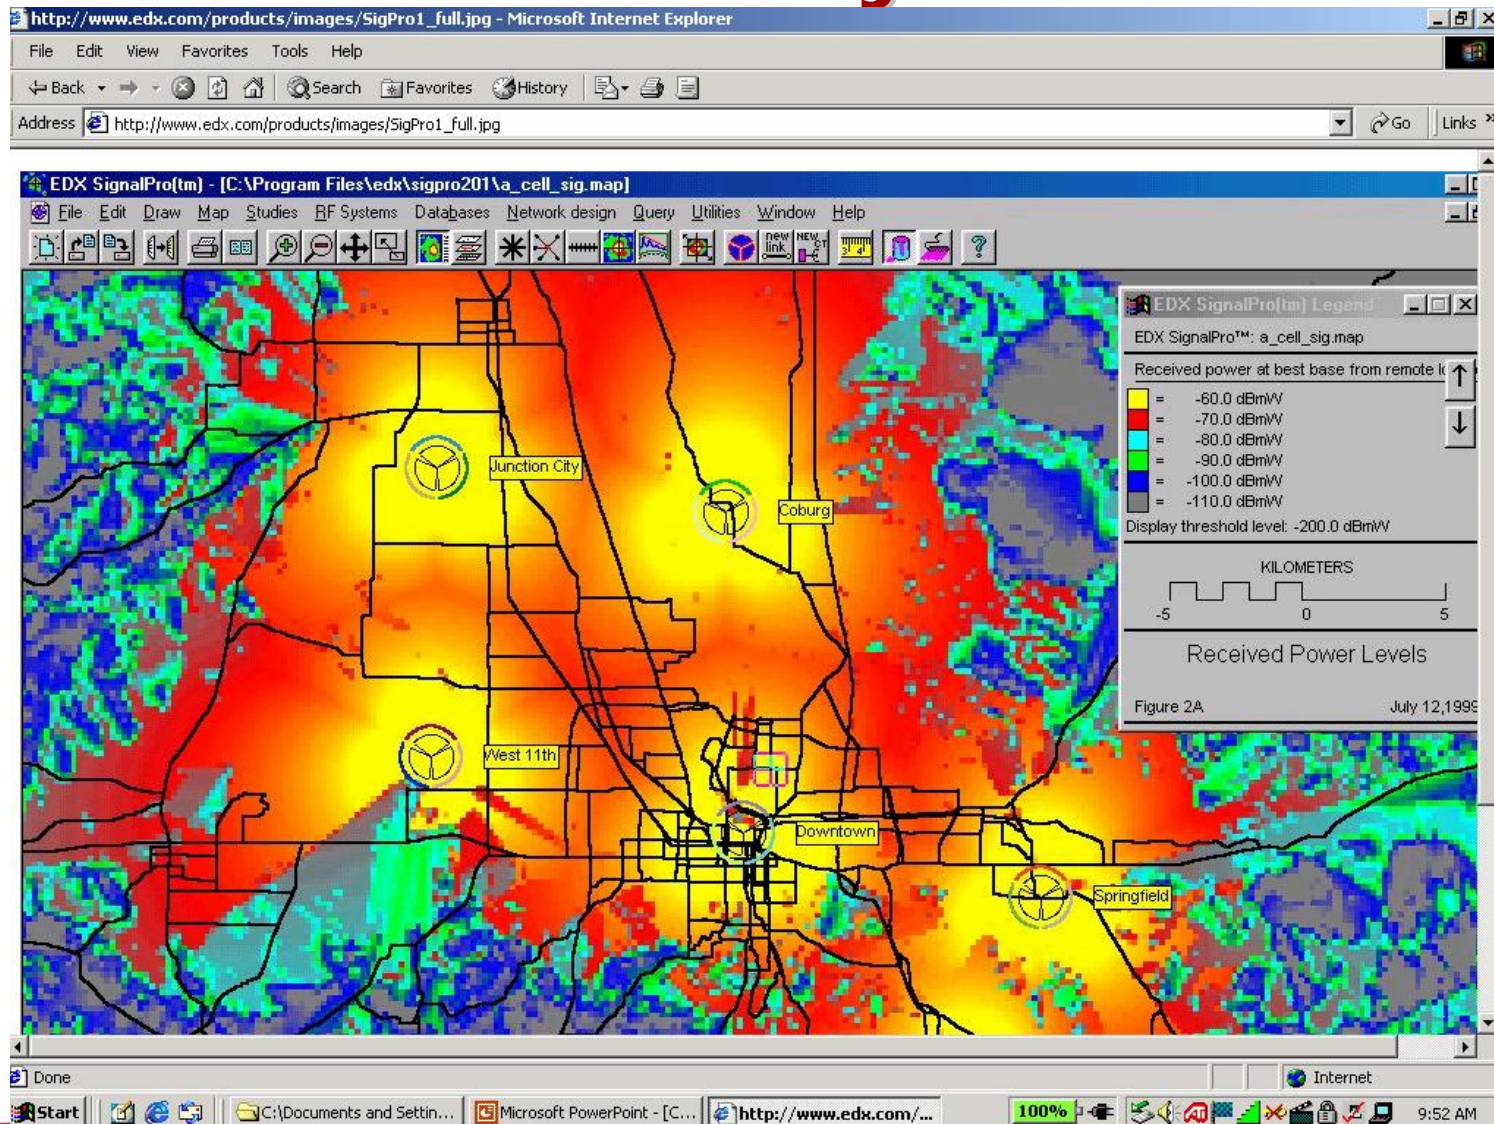 http://www.edx.com/products/images/SigPro1_full.jpg - Microsoft Internet Explorer
File Edit View Favorites Tools Help
Back Search Favorites History
Address http://www.edx.com/products/images/SigPro1_full.jpg Go Links »
EDX SignalPro(tm) - [C:\Program Files\edx\sigpro201\a_cell_sig.map]
File Edit Draw Map Studies RF Systems Databases Network design Query Utilities Window Help
new link NEW
EDX SignalPro(tm) Legend
EDX SignalPro™: a_cell_sig.map
Received power at best base from remote
= -60.0 dBmW
= -70.0 dBmW
= -80.0 dBmW
= -90.0 dBmW
= -100.0 dBmW
= -110.0 dBmW
Display threshold level: -200.0 dBmW
KILOMETERS
-5 0 5
Received Power Levels
Figure 2A July 12,1999
Junction City
Coburg
West 11th
Downtown
Springfield
Done Internet
Start C:\Documents and Settin... Microsoft PowerPoint - [C... http://www.edx.com/... 100% 9:52 AM